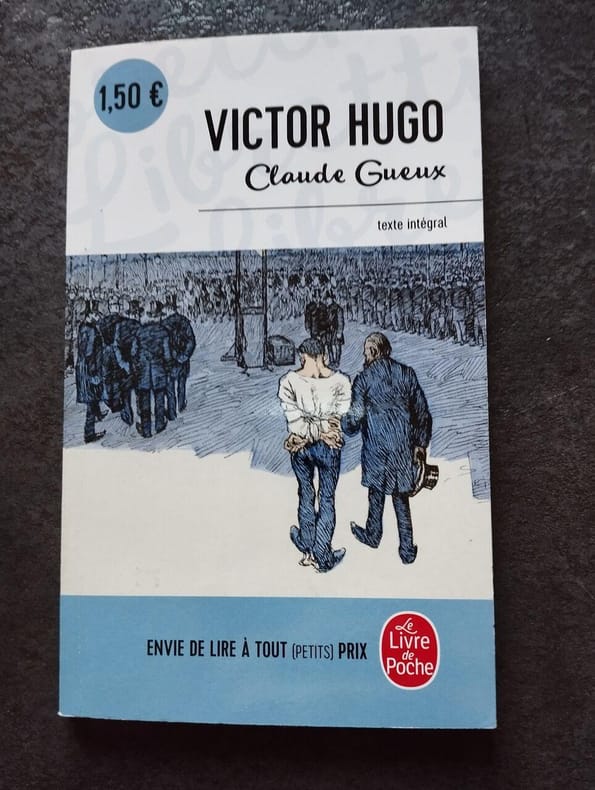 1,50 €
VICTOR HUGO
Claude Gueux
texte intégral
ENVIE DE LIRE À TOUT (PETITS) PRIX
Le
Livre
de
Poche